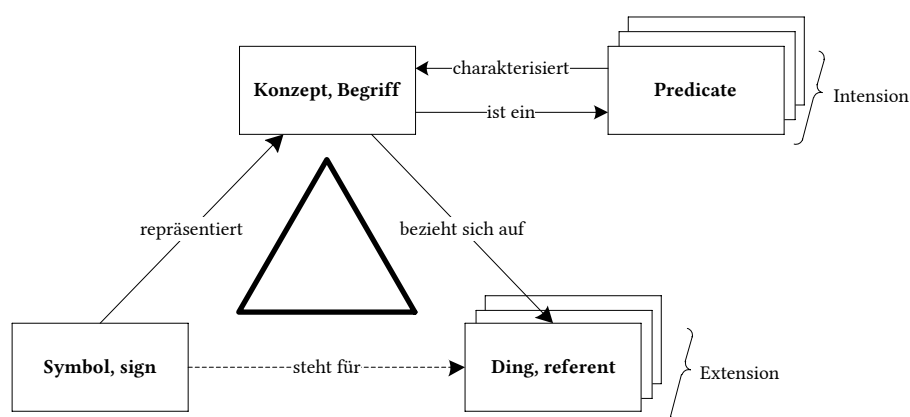 charakterisiert
Konzept, Begriff
Predicate
Intension
ist ein
repräsentiert
bezieht sich auf
Symbol, sign
steht für
Ding, referent
Extension